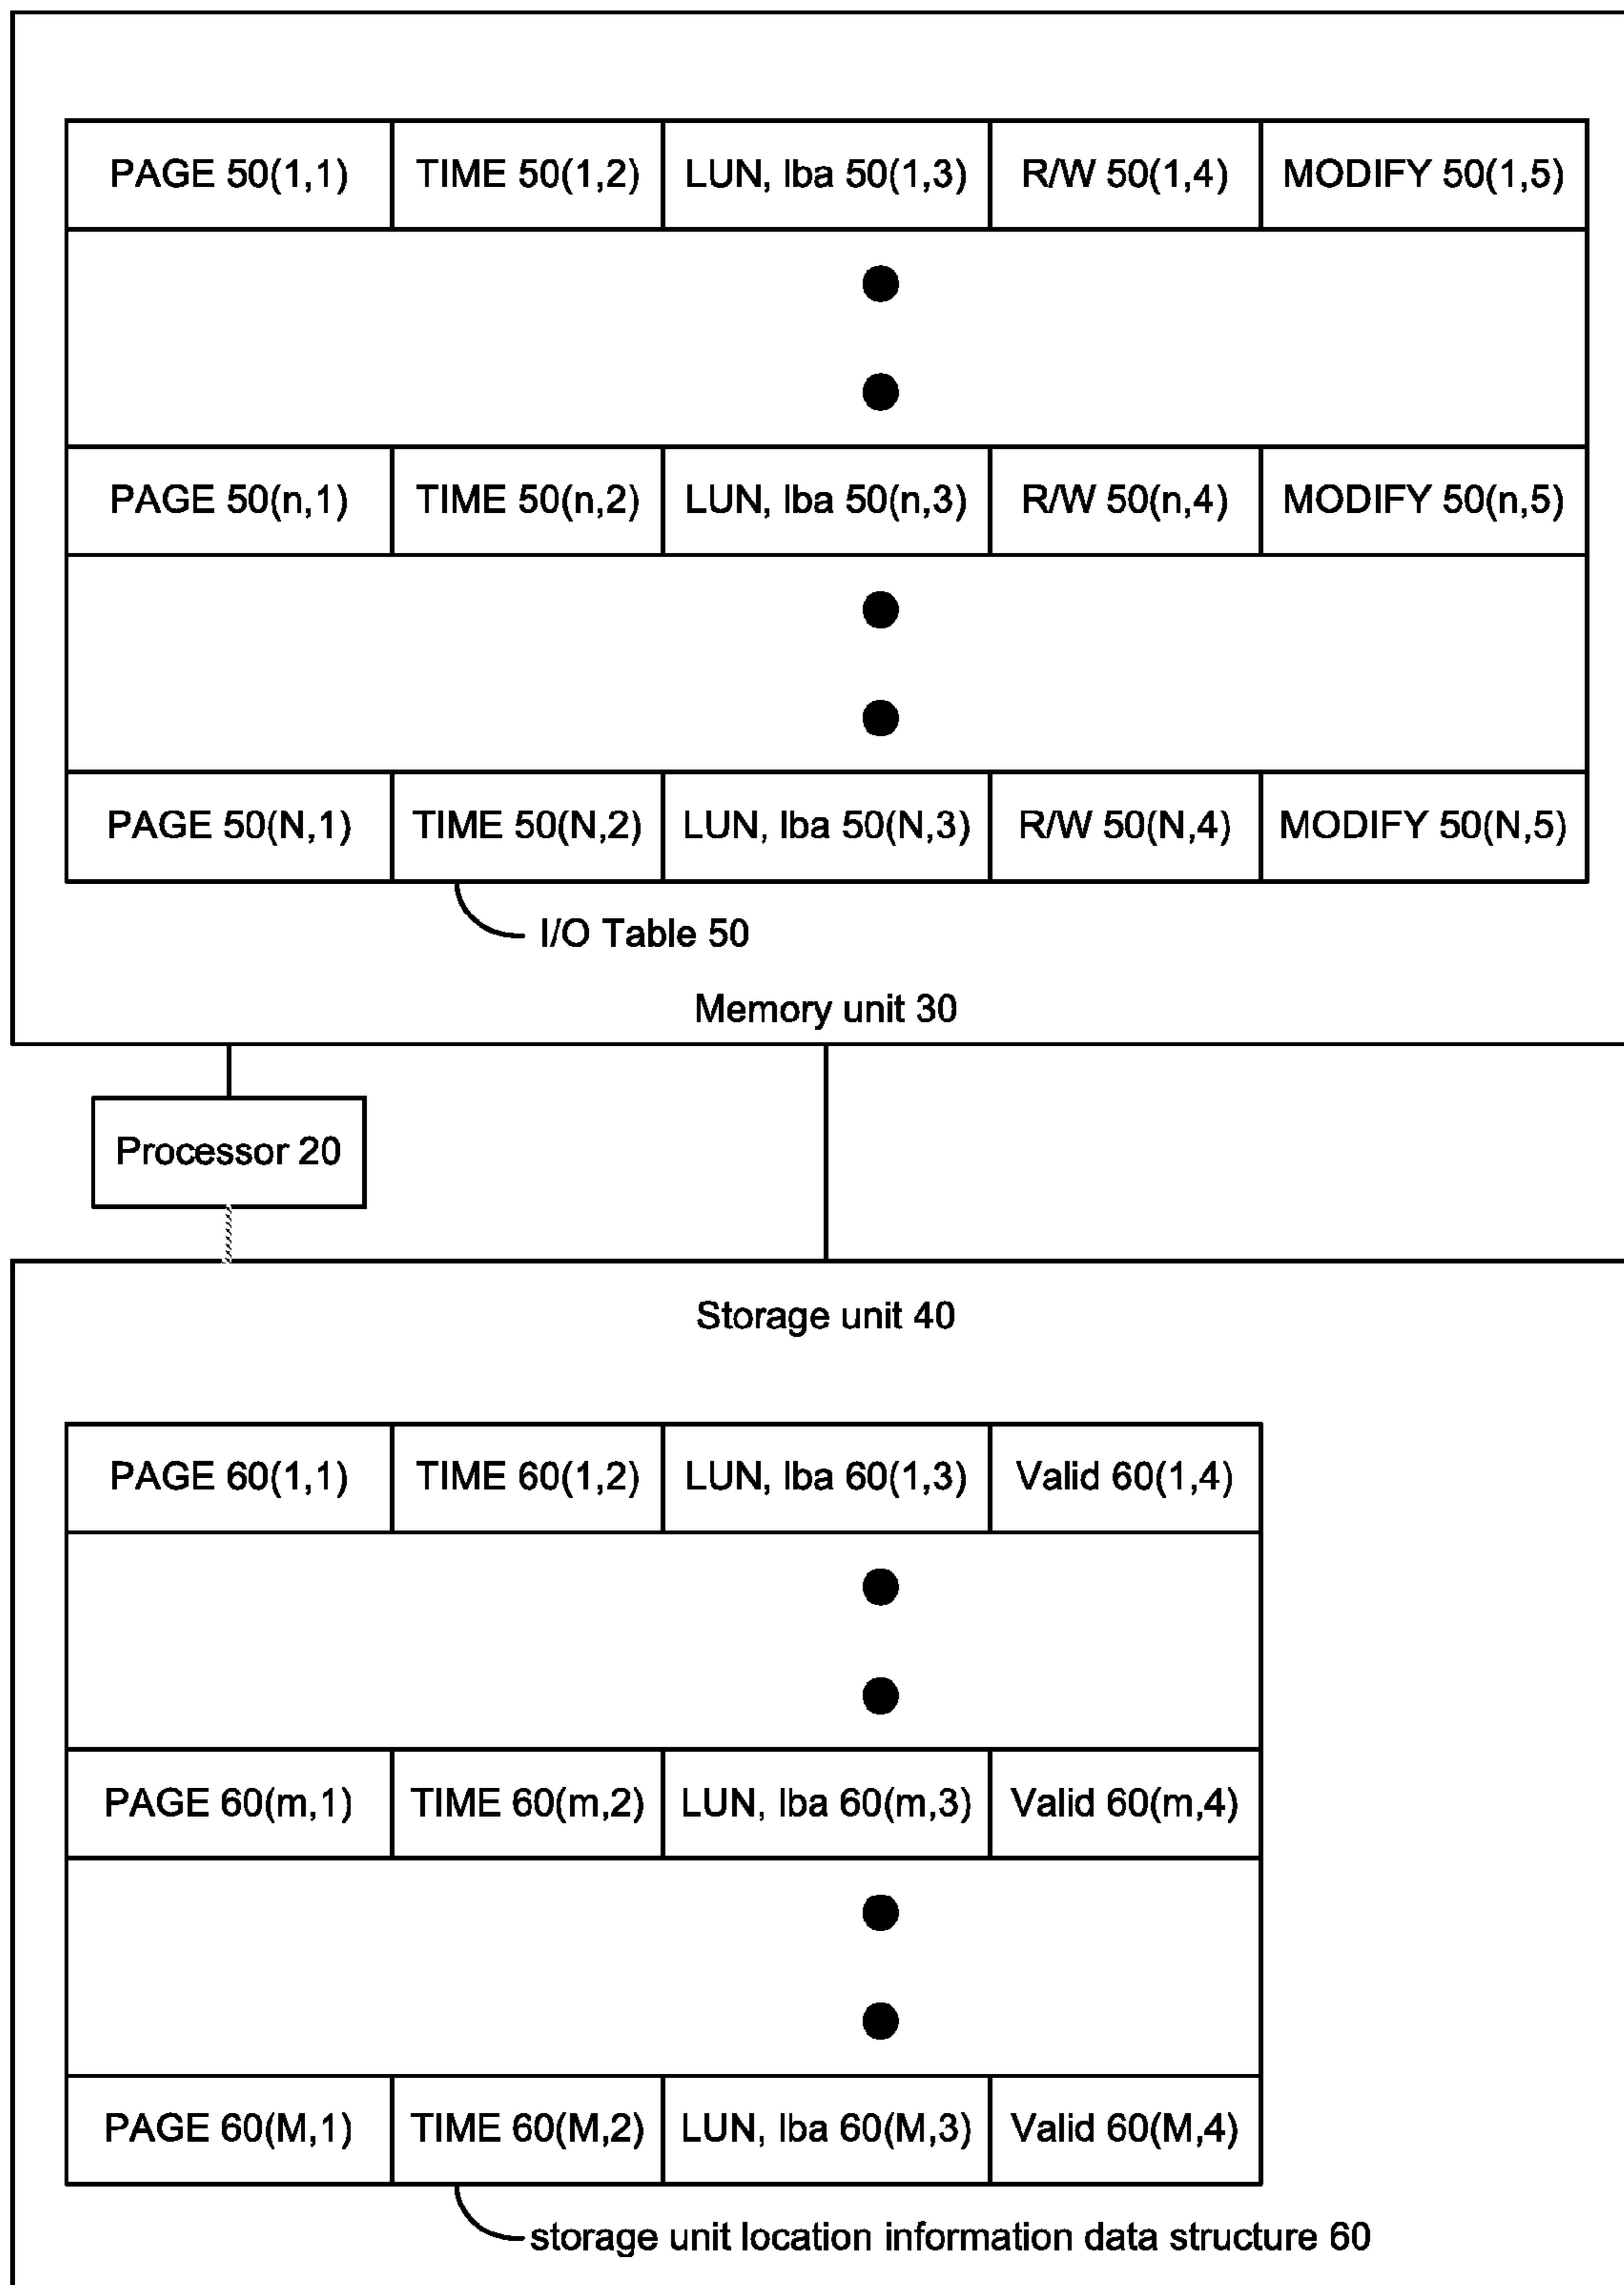 PAGE 50(1,1) TIME 50(1,2) LUN, lba 50(1,3) R/W 50(1,4) MODIFY 50(1,5)
PAGE 50(n,1) TIME 50(n,2) LUN, lba 50(n,3) R/W 50(n,4) MODIFY 50(n,5)
PAGE 50(N,1) TIME 50(N,2) LUN, lba 50(N,3) R/W 50(N,4) MODIFY 50(N,5)
I/O Table 50
Memory unit 30
Processor 20
Storage unit 40
PAGE 60(1,1) TIME 60(1,2) LUN, lba 60(1,3) Valid 60(1,4)
PAGE 60(m,1) TIME 60(m,2) LUN, lba 60(m,3) Valid 60(m,4)
PAGE 60(M,1) TIME 60(M,2) LUN, lba 60(M,3) Valid 60(M,4)
storage unit location information data structure 60